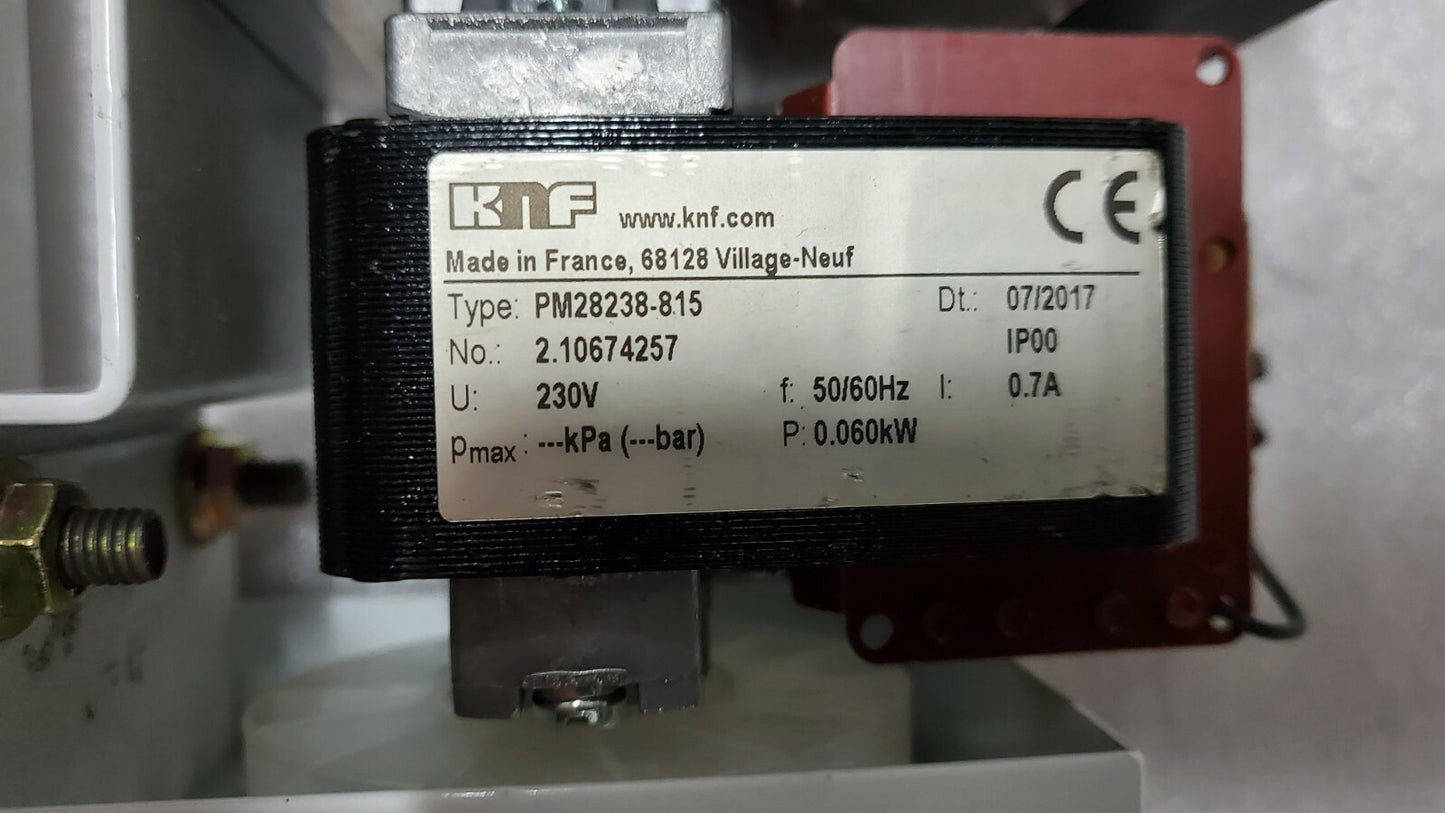 KNF www.knf.com CE
Made in France, 68128 Village-Neuf
Type: PM28238-815 Dt.: 07/2017
No.: 2.10674257 IP00
U: 230V f: 50/60Hz I: 0.7A
pmax : ---kPa (---bar) P: 0.060kW